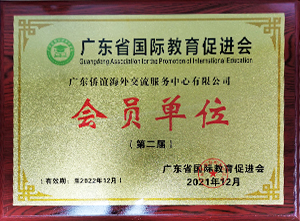 广东省国际教育促进会
Guangdong Association for the Promotion of International Education
广东侨谊海外交流服务中心有限公司
会员单位
（第二届）
广东省国际教育促进会
（有效期：至2022年12月）
2021年12月